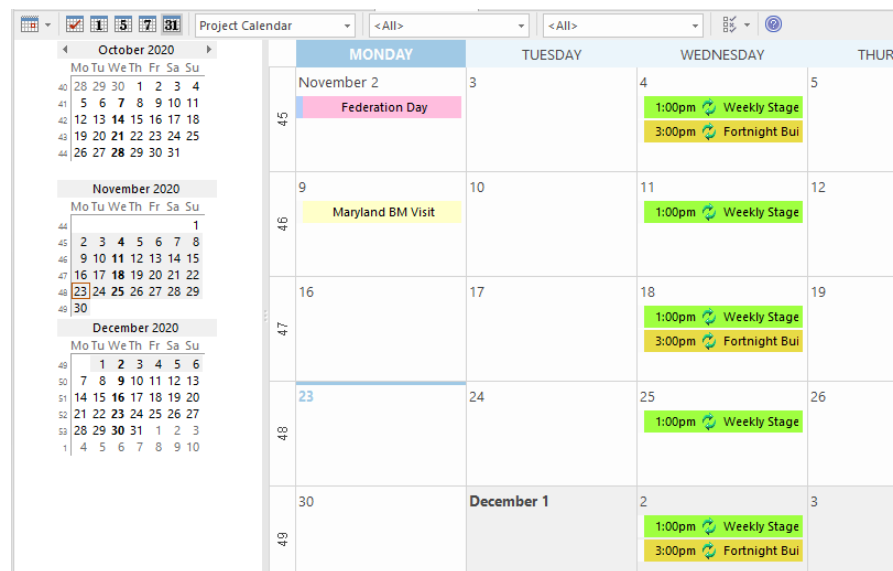 1 5 7 31 Project Calendar <All> <All>
October 2020
Mo Tu We Th Fr Sa Su
40 28 29 30 1 2 3 4
41 5 6 7 8 9 10 11
42 12 13 14 15 16 17 18
43 19 20 21 22 23 24 25
44 26 27 28 29 30 31
November 2020
Mo Tu We Th Fr Sa Su
44 1
45 2 3 4 5 6 7 8
46 9 10 11 12 13 14 15
47 16 17 18 19 20 21 22
48 23 24 25 26 27 28 29
49 30
December 2020
Mo Tu We Th Fr Sa Su
49 1 2 3 4 5 6
50 7 8 9 10 11 12 13
51 14 15 16 17 18 19 20
52 21 22 23 24 25 26 27
53 28 29 30 31 1 2 3
1 4 5 6 7 8 9 10
MONDAY TUESDAY WEDNESDAY THUR
45
November 2 3 4 5
Federation Day 1:00pm Weekly Stage
3:00pm Fortnight Bui
46
9 10 11 12
Maryland BM Visit 1:00pm Weekly Stage
47
16 17 18 19
1:00pm Weekly Stage
3:00pm Fortnight Bui
48
23 24 25 26
1:00pm Weekly Stage
49
30 December 1 2 3
1:00pm Weekly Stage
3:00pm Fortnight Bui